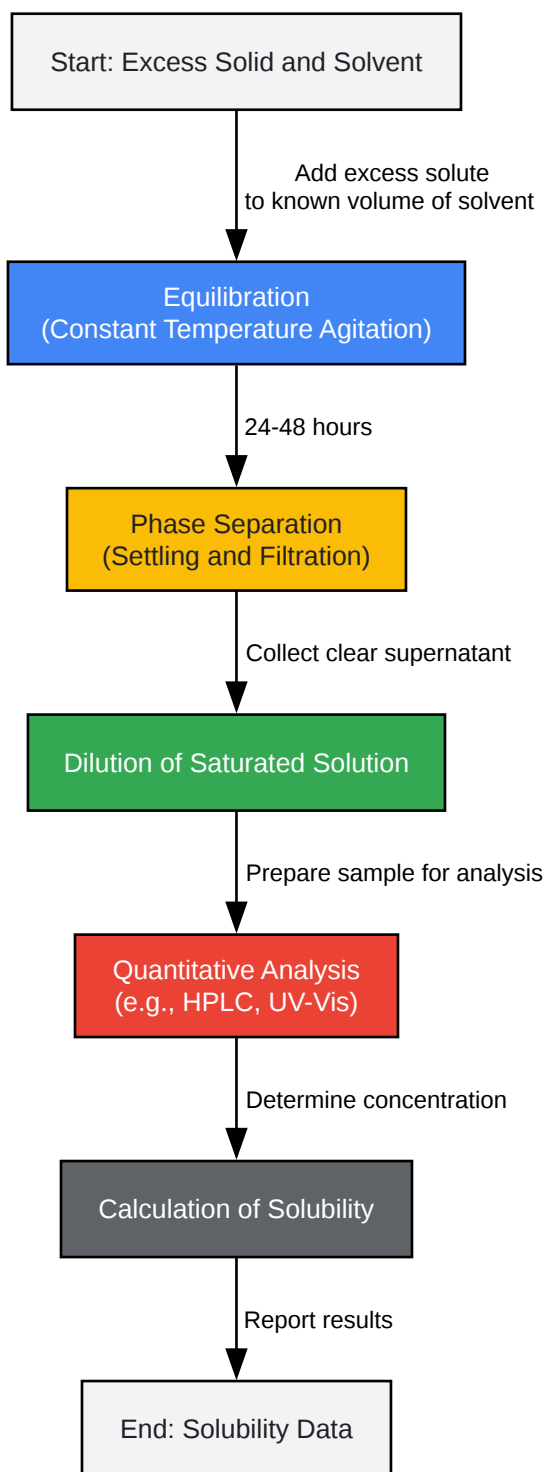 Start: Excess Solid and Solvent
Add excess solute
to known volume of solvent
Equilibration
(Constant Temperature Agitation)
24-48 hours
Phase Separation
(Settling and Filtration)
Collect clear supernatant
Dilution of Saturated Solution
Prepare sample for analysis
Quantitative Analysis
(e.g., HPLC, UV-Vis)
Determine concentration
Calculation of Solubility
Report results
End: Solubility Data